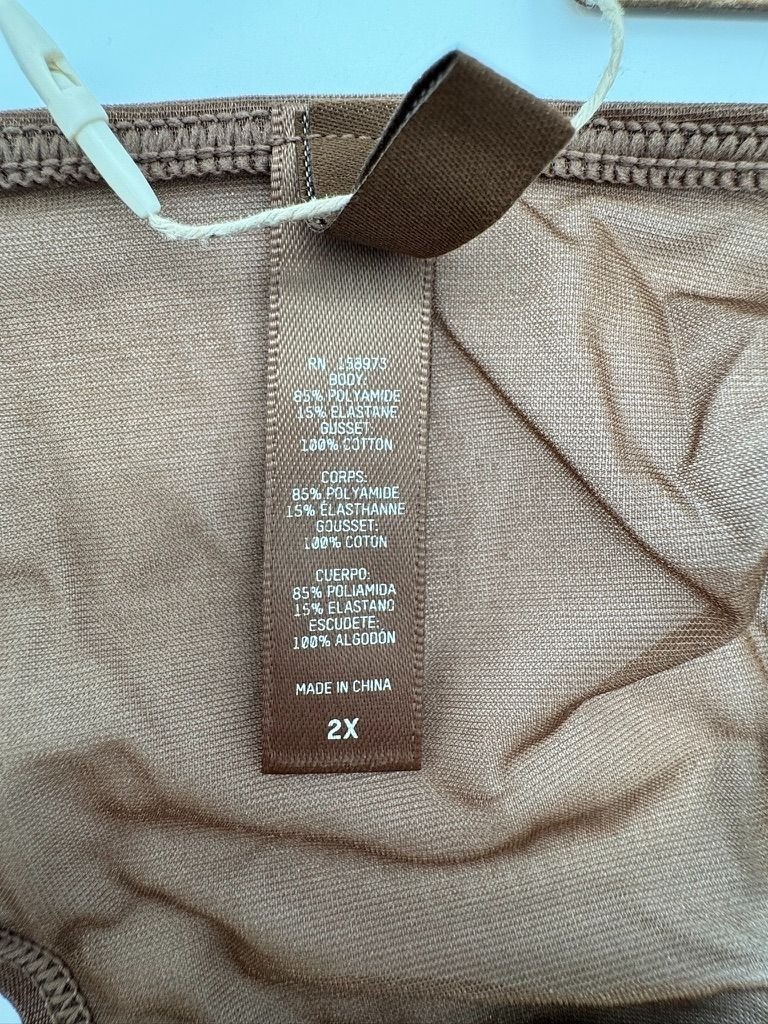 RN 158973
BODY:
85% POLYAMIDE
15% ELASTANE
GUSSET
100% COTTON
CORPS:
85% POLYAMIDE
15% ÉLASTHANNE
GOUSSET:
100% COTON
CUERPO:
85% POLIAMIDA
15% ELASTANO
ESCUDETE:
100% ALGODÓN
MADE IN CHINA
2X